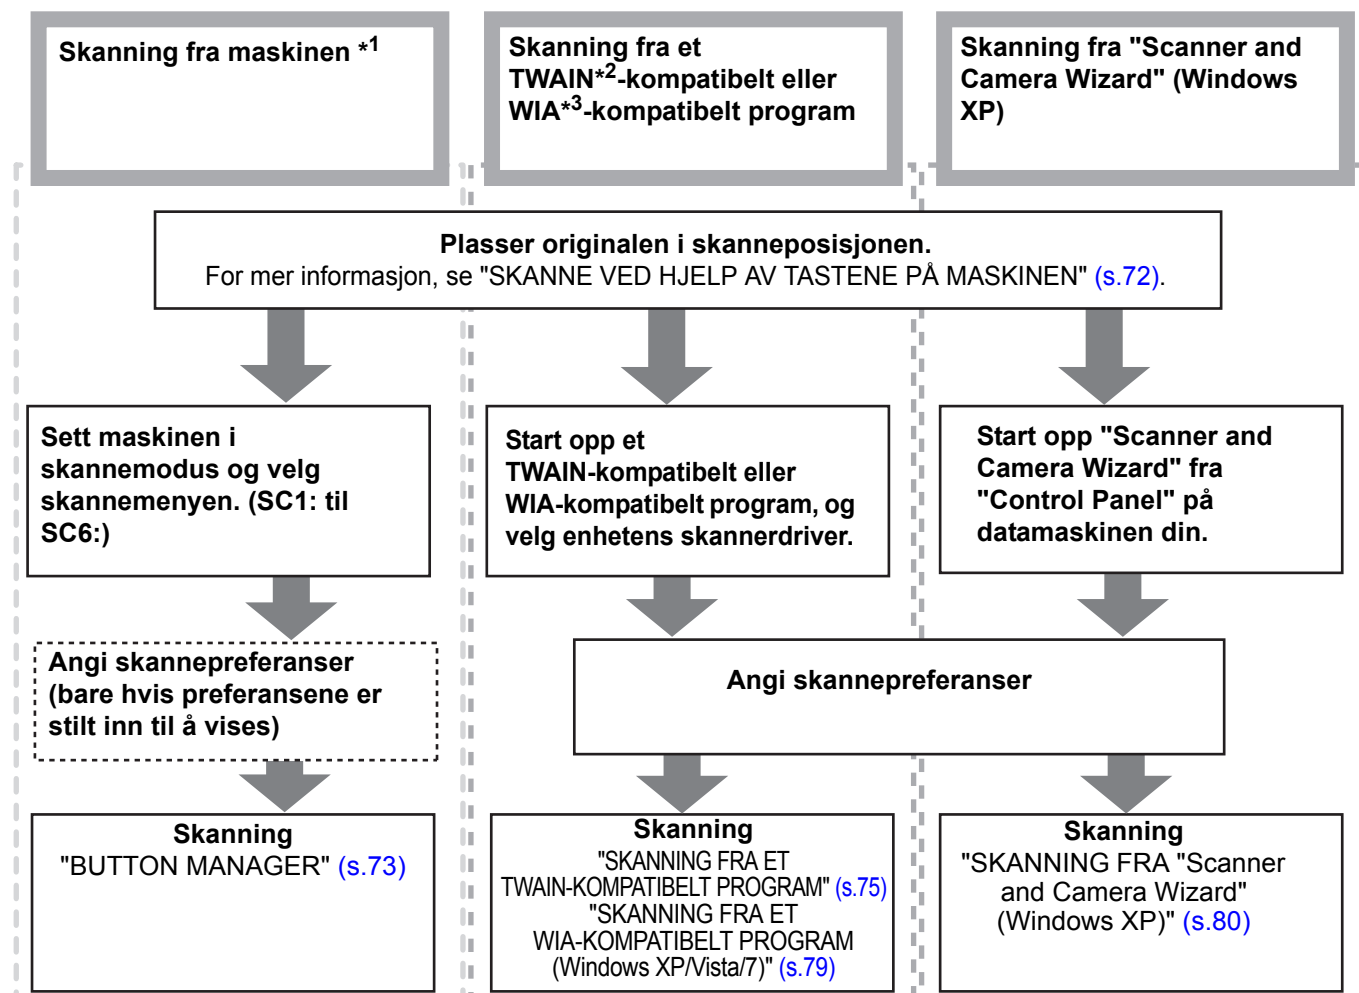 Skanning fra maskinen *1
Skanning fra et
TWAIN*2-kompatibelt eller
WIA*3-kompatibelt program
Skanning fra "Scanner and
Camera Wizard" (Windows
XP)
Plasser originalen i skanneposisjonen.
For mer informasjon, se "SKANNE VED HJELP AV TASTENE PÅ MASKINEN" (s.72).
Sett maskinen i
skannemodus og velg
skannemenyen. (SC1: til
SC6:)
Start opp et
TWAIN-kompatibelt eller
WIA-kompatibelt program, og
velg enhetens skannerdriver.
Start opp "Scanner and
Camera Wizard" fra
"Control Panel" på
datamaskinen din.
Angi skannepreferanser
(bare hvis preferansene er
stilt inn til å vises)
Angi skannepreferanser
Skanning
"BUTTON MANAGER" (s.73)
Skanning
"SKANNING FRA ET
TWAIN-KOMPATIBELT PROGRAM" (s.75)
"SKANNING FRA ET
WIA-KOMPATIBELT PROGRAM
(Windows XP/Vista/7)" (s.79)
Skanning
"SKANNING FRA "Scanner
and Camera Wizard"
(Windows XP)" (s.80)